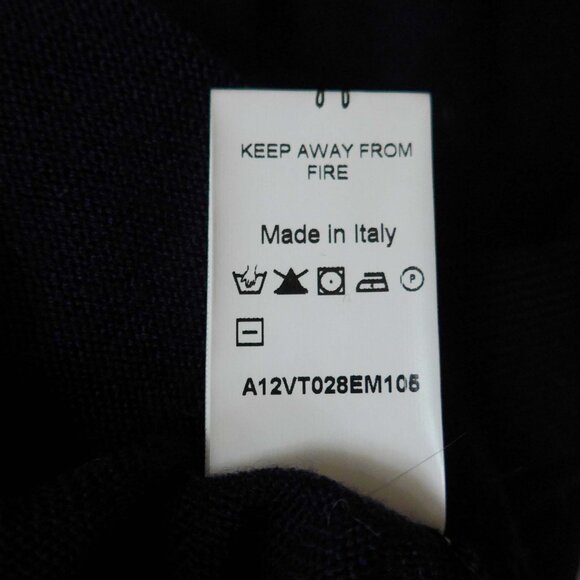 KEEP AWAY FROM
FIRE
Made in Italy
P
A12VT028EM105